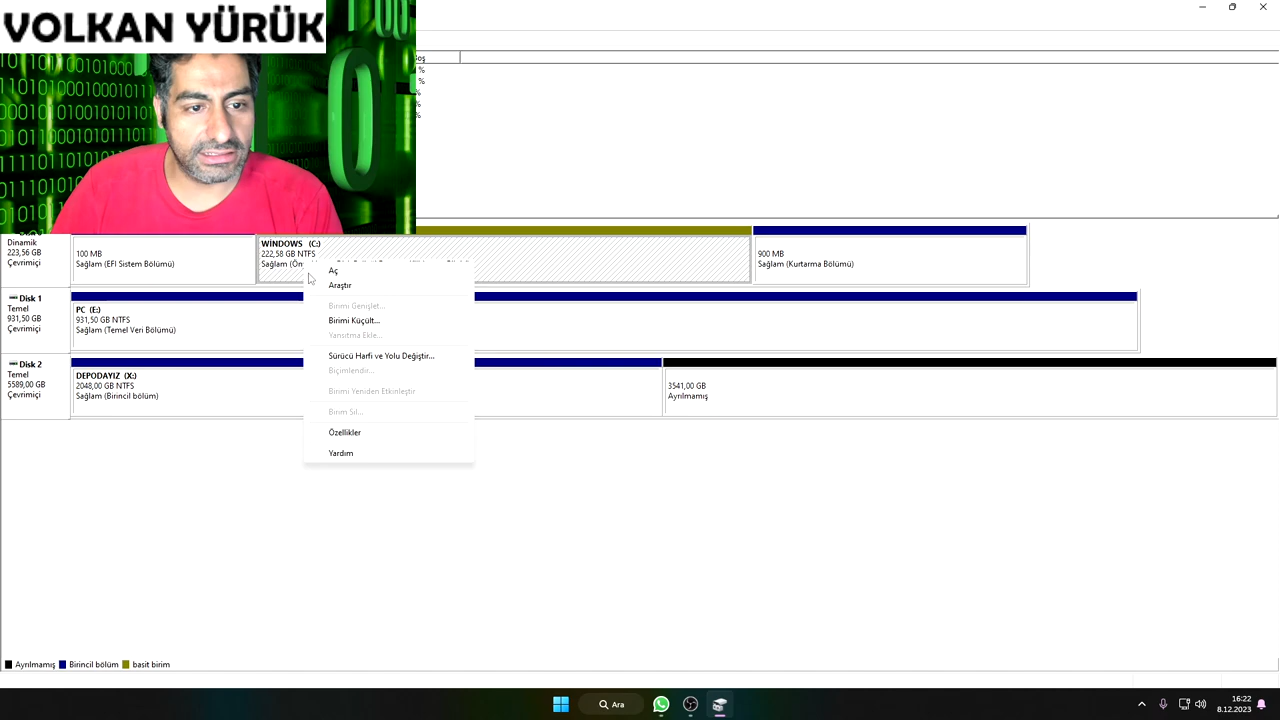 VOLKAN YÜRÜK
%
%
%
%
%
Dinamik
223,56 GB
Çevrimiçi
100 MB
Sağlam (EFI Sistem Bölümü)
WİNDOWS (C:)
222,58 GB NTFS
900 MB
Sağlam (Kurtarma Bölümü)
Disk 1
Temel
931,50 GB
Çevrimiçi
PC (E:)
931,50 GB NTFS
Sağlam (Temel Veri Bölümü)
Disk 2
Temel
5589,00 GB
Çevrimiçi
DEPODAYIZ (X:)
2048,00 GB NTFS
Sağlam (Birincil bölüm)
3541,00 GB
Ayrılmamış
Aç
Araştır
Birimi Genişlet...
Birimi Küçült...
Yansıtma Ekle...
Sürücü Harfi ve Yolu Değiştir...
Biçimlendir...
Birimi Yeniden Etkinleştir
Birim Sil...
Özellikler
Yardım
Ayrılmamış Birincil bölüm basit birim
Ara
16:22
8.12.2023